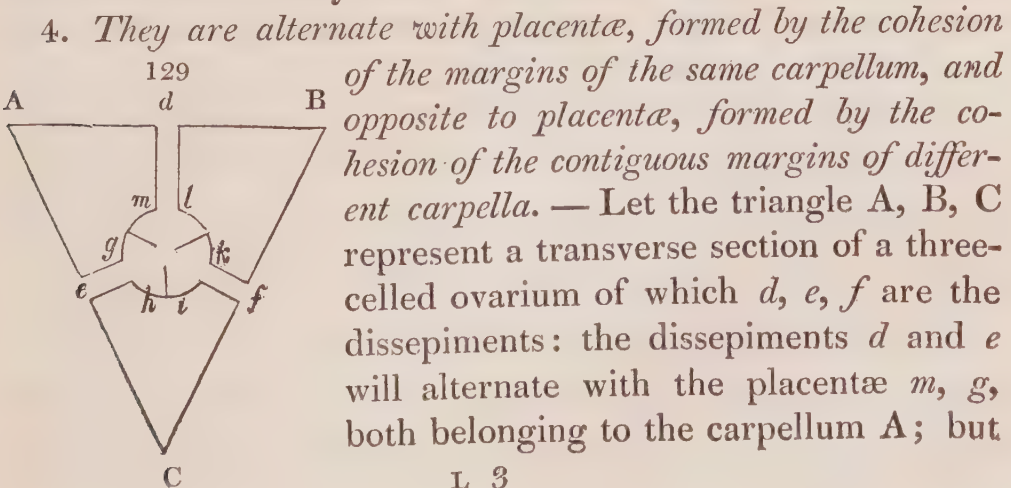 4. They are alternate with placentæ, formed by the cohesion
129
of the margins of the same carpellum, and
opposite to placentæ, formed by the co-
hesion of the contiguous margins of differ-
ent carpella. — Let the triangle A, B, C
represent a transverse section of a three-
celled ovarium of which d, e, f are the
dissepiments: the dissepiments d and e
will alternate with the placentæ m, g,
both belonging to the carpellum A; but
L 3
A d B
m l
g k
e h i f
C